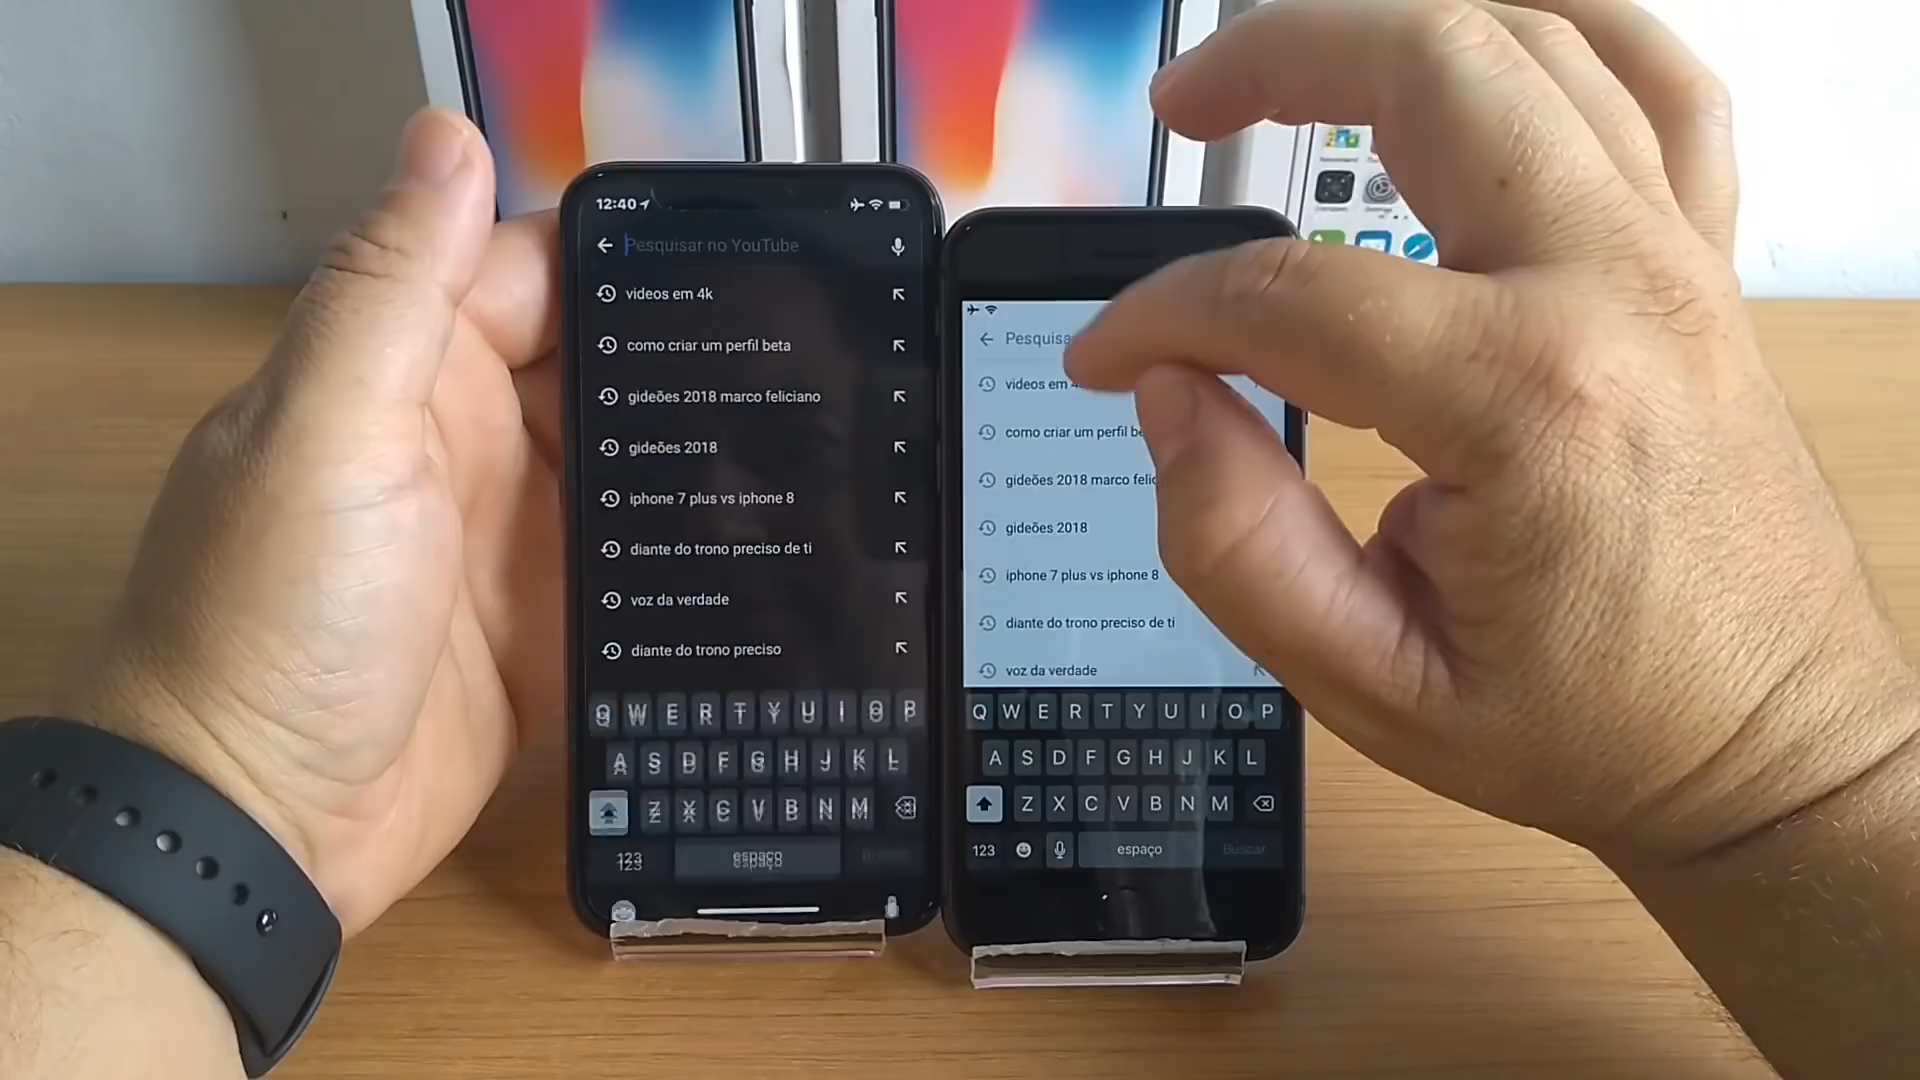 12:40
Pesquisar no YouTube
videos em 4k
como criar um perfil beta
gideões 2018 marco feliciano
gideões 2018
iphone 7 plus vs iphone 8
diante do trono preciso de ti
voz da verdade
diante do trono preciso
Q W E R T Y U I O P
A S D F G H J K L
Z X C V B N M
123
espaço
Buscar
Pesquisa
videos em 4
como criar um perfil be
gideões 2018 marco felic
gideões 2018
iphone 7 plus vs iphone 8
diante do trono preciso de ti
voz da verdade
Q W E R T Y U I O P
A S D F G H J K L
Z X C V B N M
123
espaço
Buscar